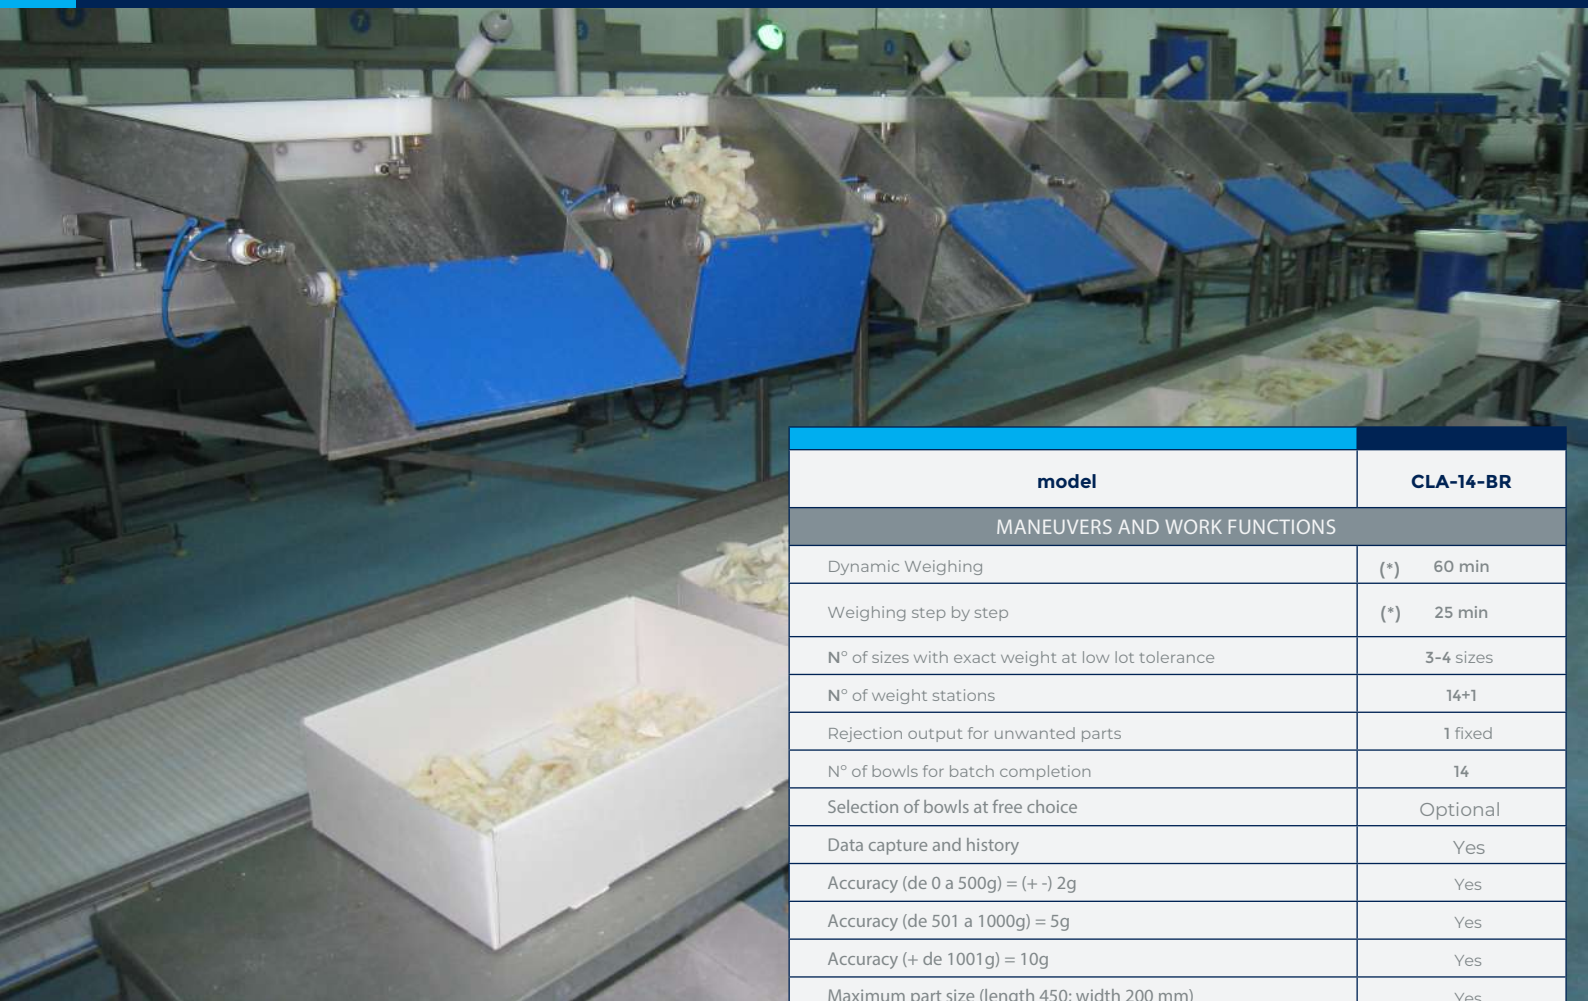 model CLA-14-BR
MANEUVERS AND WORK FUNCTIONS
Dynamic Weighing (*) 60 min
Weighing step by step (*) 25 min
N° of sizes with exact weight at low lot tolerance 3-4 sizes
N° of weight stations 14+1
Rejection output for unwanted parts 1 fixed
Nº of bowls for batch completion 14
Selection of bowls at free choice Optional
Data capture and history Yes
Accuracy (de 0 a 500g) = (+ -) 2g Yes
Accuracy (de 501 a 1000g) = 5g Yes
Accuracy (+ de 1001g) = 10g Yes
Maximum part size (length 450; width 200 mm) Yes